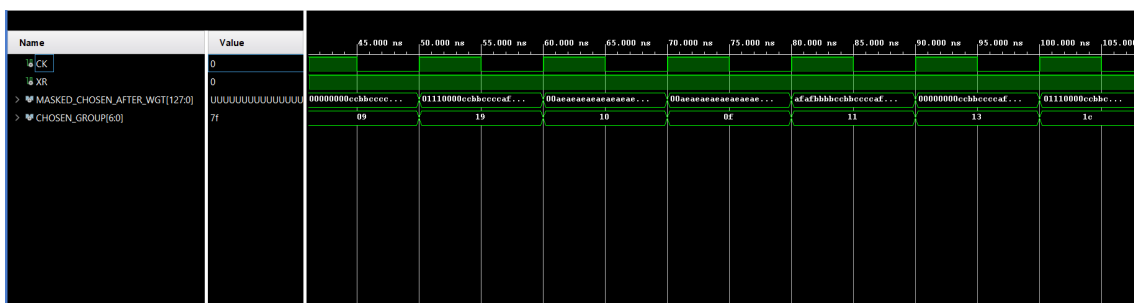 Name Value 45.000 ns 50.000 ns 55.000 ns 60.000 ns 65.000 ns 70.000 ns 75.000 ns 80.000 ns 85.000 ns 90.000 ns 95.000 ns 100.000 ns 105.00
CK 0
XR 0
> MASKED_CHOSEN_AFTER_WGT[127:0] UUUUUUUUUUUUUUU 00000000ccbbcccc... 01110000ccbbccccaf... 00aeaeaeaeaeaeae... 00aeaeaeaeaeaeae... afafbbbbccbbccccaf... 00000000ccbbccccaf... 01110000ccbbc...
> CHOSEN_GROUP[6:0] 7f 09 19 10 0f 11 13 1c